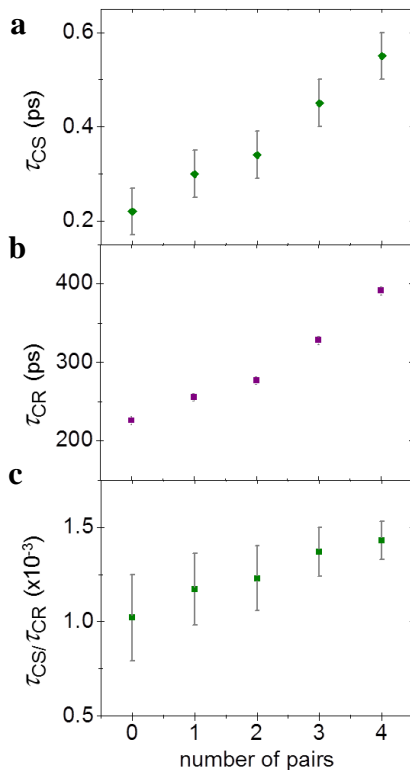 a
0.6
0.4
0.2
τCS (ps)
b
400
300
200
τCR (ps)
c
1.5
1.0
0.5
τCS/τCR (x10⁻³)
0 1 2 3 4
number of pairs